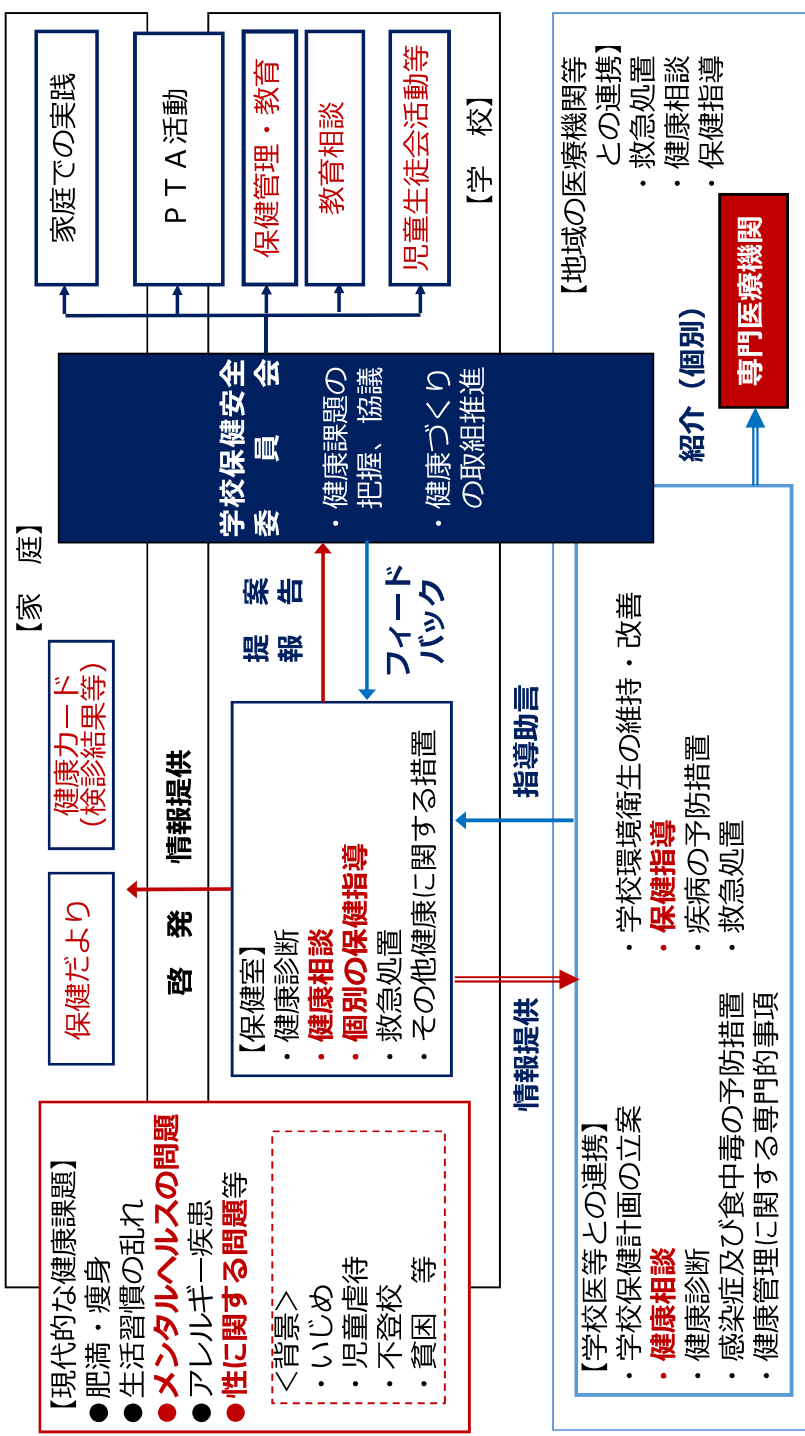 【家　庭】
【現代的な健康課題】
●肥満・痩身
●生活習慣の乱れ
●メンタルヘルスの問題
●アレルギー疾患
●性に関する問題等
＜背景＞
・いじめ
・児童虐待
・不登校
・貧困　等
保健だより
健康カード
(検診結果等)
啓　発　　情報提供
【保健室】
・健康診断
・健康相談
・個別の保健指導
・救急処置
・その他健康に関する措置
提　案
報　告
フィード
バック
学校保健安全
委　員　会
・健康課題の
把握、協議
・健康づくり
の取組推進
家庭での実践
ＰＴＡ活動
保健管理・教育
教育相談
児童生徒会活動等
【学　校】
情報提供
指導助言
【学校医等との連携】
・学校保健計画の立案
・健康相談
・健康診断
・感染症及び食中毒の予防措置
・健康管理に関する専門的事項
・学校環境衛生の維持・改善
・保健指導
・疾病の予防措置
・救急処置
紹介（個別）
専門医療機関
【地域の医療機関等
との連携】
・救急処置
・健康相談
・保健指導